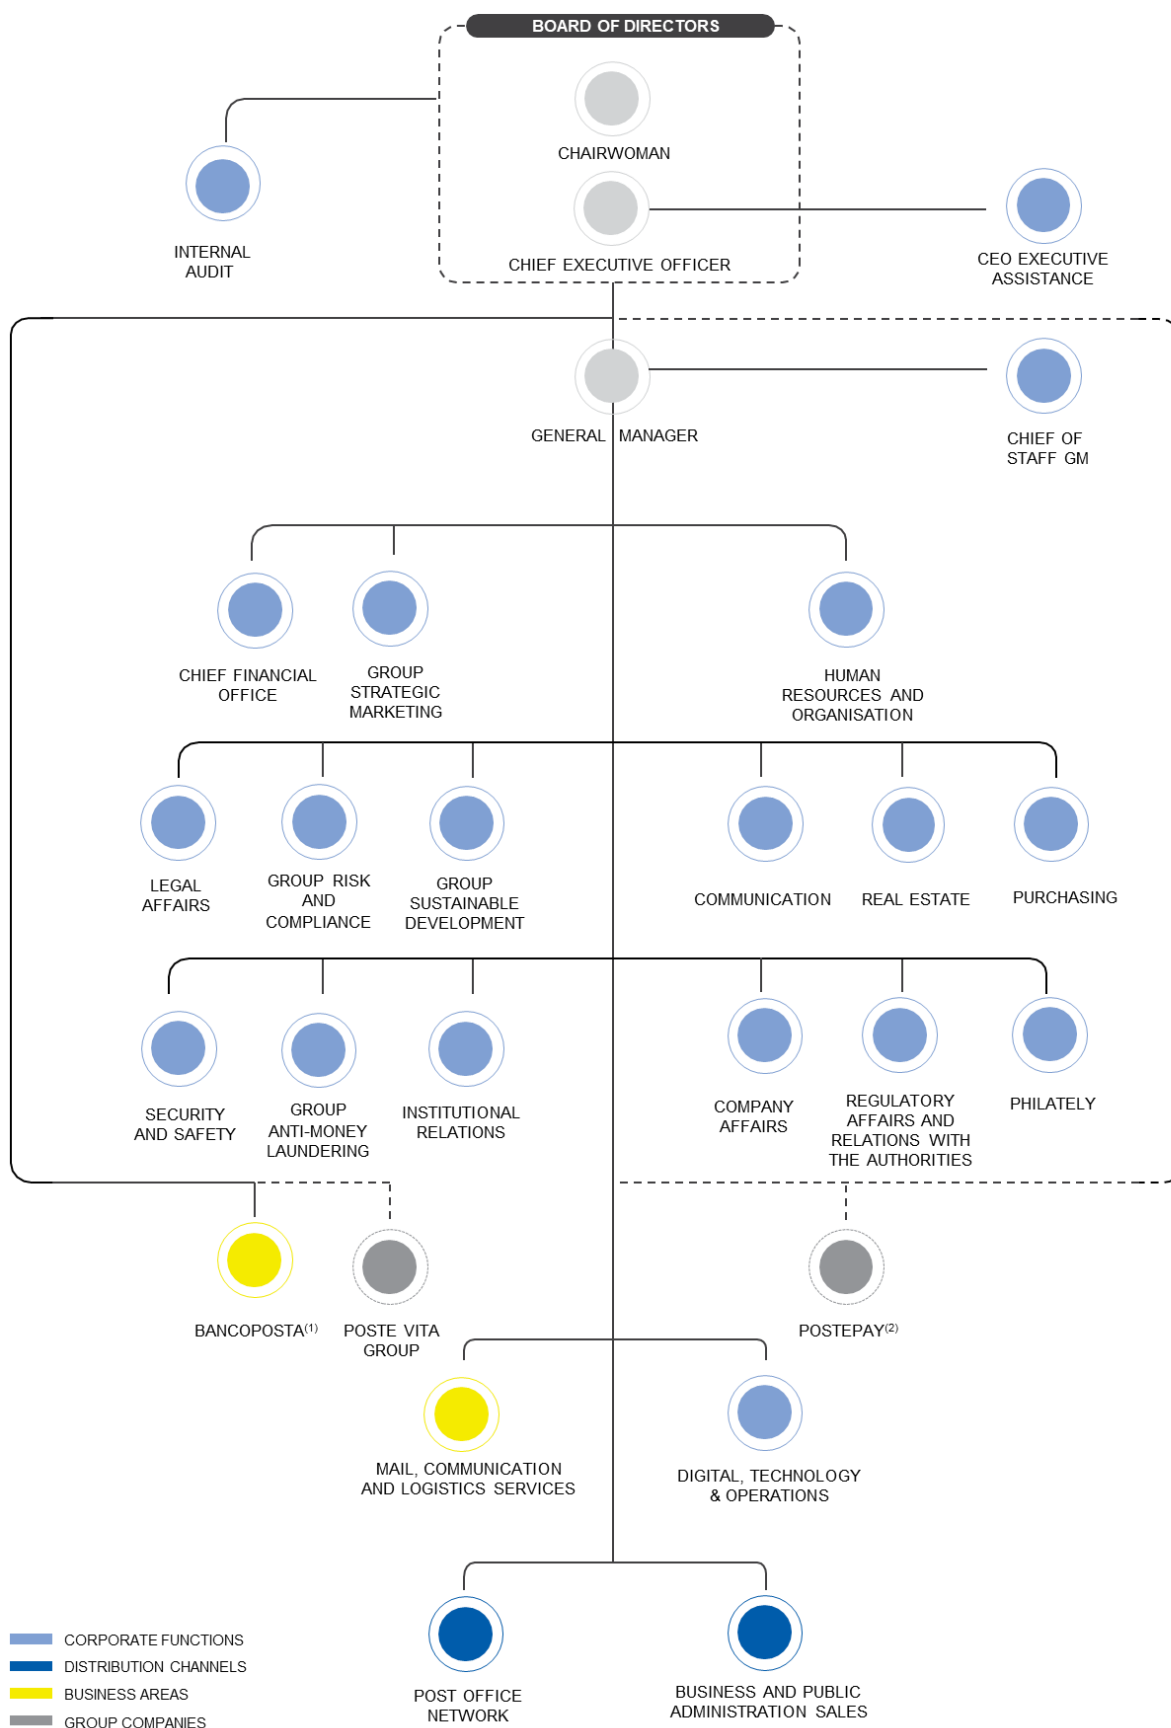 BOARD OF DIRECTORS
CHAIRWOMAN
INTERNAL
AUDIT
CHIEF EXECUTIVE OFFICER
CEO EXECUTIVE
ASSISTANCE
GENERAL MANAGER
CHIEF OF
STAFF GM
CHIEF FINANCIAL
OFFICE
GROUP
STRATEGIC
MARKETING
HUMAN
RESOURCES AND
ORGANISATION
LEGAL
AFFAIRS
GROUP RISK
AND
COMPLIANCE
GROUP
SUSTAINABLE
DEVELOPMENT
COMMUNICATION
REAL ESTATE
PURCHASING
SECURITY
AND SAFETY
GROUP
ANTI-MONEY
LAUNDERING
INSTITUTIONAL
RELATIONS
COMPANY
AFFAIRS
REGULATORY
AFFAIRS AND
RELATIONS WITH
THE AUTHORITIES
PHILATELY
BANCOPOSTA(1)
POSTE VITA
GROUP
POSTEPAY(2)
MAIL, COMMUNICATION
AND LOGISTICS SERVICES
DIGITAL, TECHNOLOGY
& OPERATIONS
POST OFFICE
NETWORK
BUSINESS AND PUBLIC
ADMINISTRATION SALES
CORPORATE FUNCTIONS
DISTRIBUTION CHANNELS
BUSINESS AREAS
GROUP COMPANIES